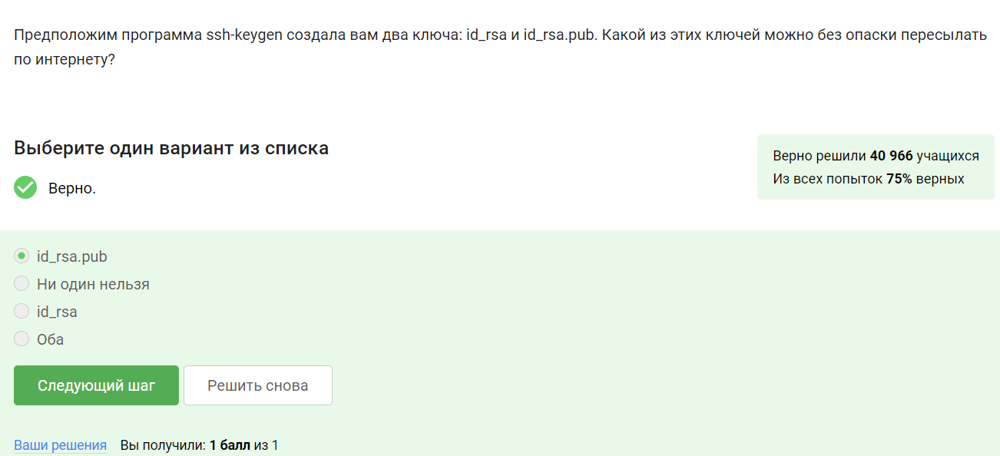 Предположим программа ssh-keygen создала вам два ключа: id_rsa и id_rsa.pub. Какой из этих ключей можно без опаски пересылать
по интернету?
Выберите один вариант из списка
Верно.
Верно решили 40 966 учащихся
Из всех попыток 75% верных
id_rsa.pub
Ни один нельзя
id_rsa
Оба
Следующий шаг
Решить снова
Ваши решения Вы получили: 1 балл из 1